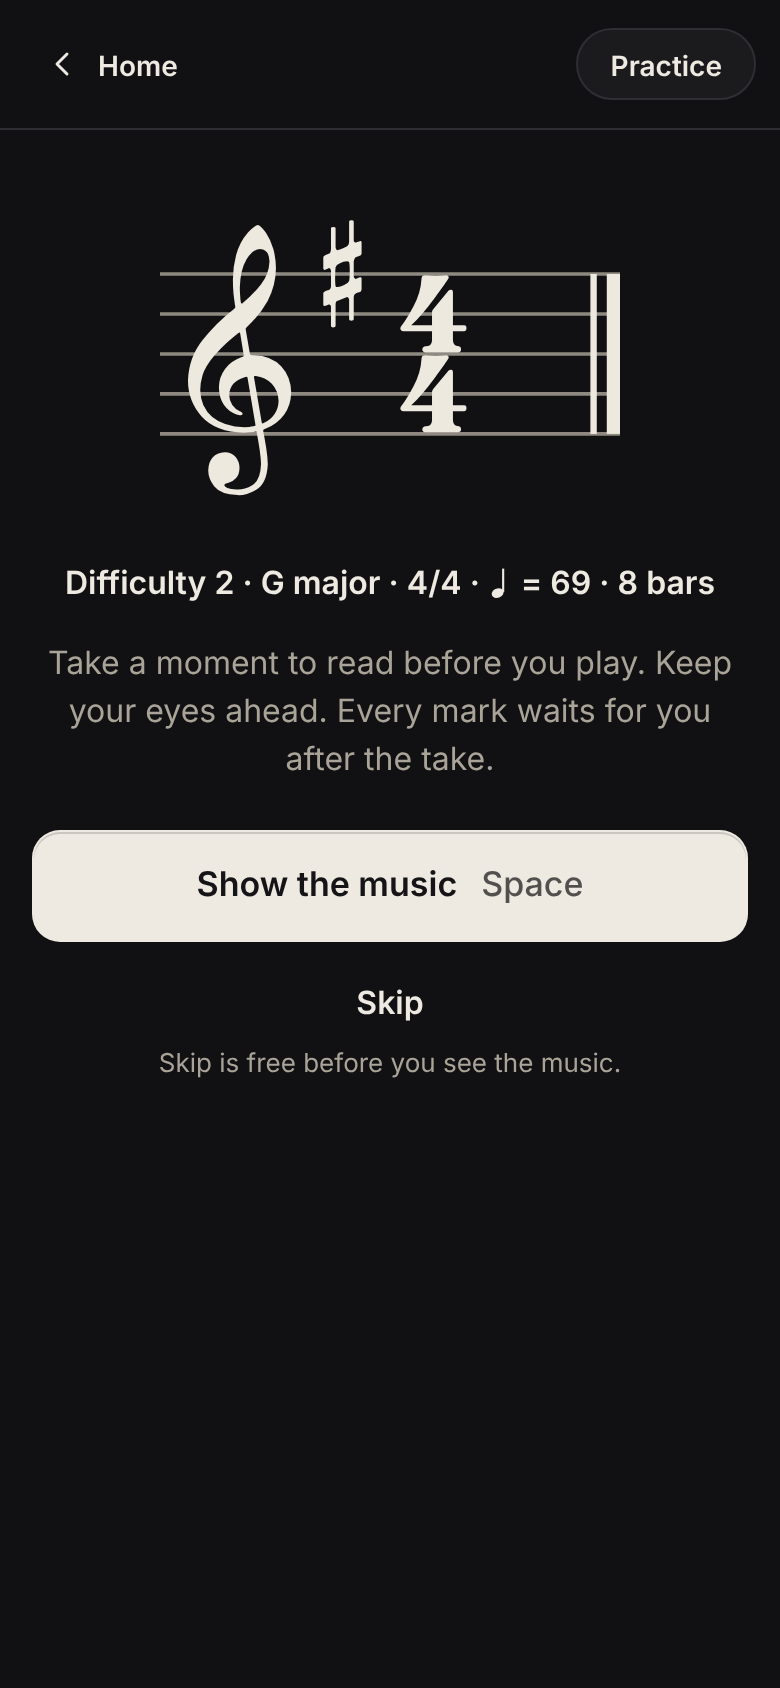 Home
Practice
4
4
Difficulty 2 · G major · 4/4 · ♩ = 69 · 8 bars
Take a moment to read before you play. Keep
your eyes ahead. Every mark waits for you
after the take.
Show the music Space
Skip
Skip is free before you see the music.